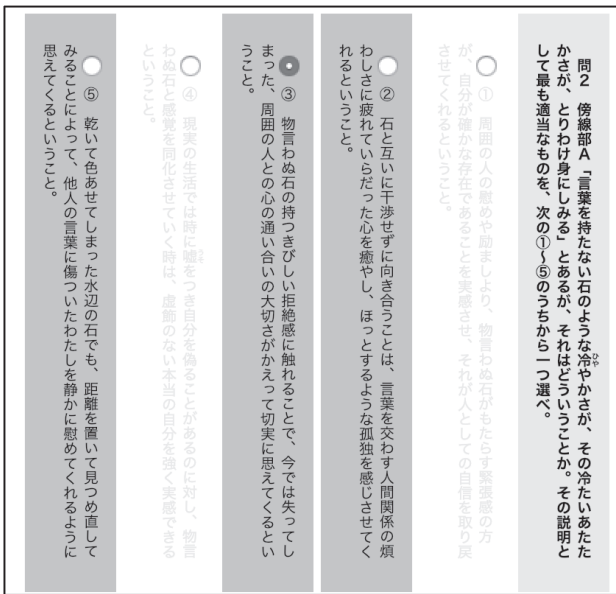 問2　傍線部A「言葉を持たない石のような冷やかさが、その冷たいあたた
かさが、とりわけ身にしみる」とあるが、それはどういうことか。その説明と
して最も適当なものを、次の①～⑤のうちから一つ選べ。
① 周囲の人の慰めや励ましより、物言わぬ石がもたらす緊張感の方
が、自分が確かな存在であることを実感させ、それが人としての自信を取り戻
させてくれるということ。
② 石と互いに干渉せずに向き合うことは、言葉を交わす人間関係の煩
わしさに疲れていらだった心を癒やし、ほっとするような孤独を感じさせてく
れるということ。
③ 物言わぬ石の持つきびしい拒絶感に触れることで、今では失ってし
まった、周囲の人との心の通い合いの大切さがかえって切実に思えてくるとい
うこと。
④ 現実の生活では時に嘘をつき自分を偽ることがあるのに対し、物言
わぬ石と感覚を同化させていく時は、虚飾のない本当の自分を強く実感できる
ということ。
⑤ 乾いて色あせてしまった水辺の石でも、距離を置いて見つめ直して
みることによって、他人の言葉に傷ついたわたしを静かに慰めてくれるように
思えてくるということ。